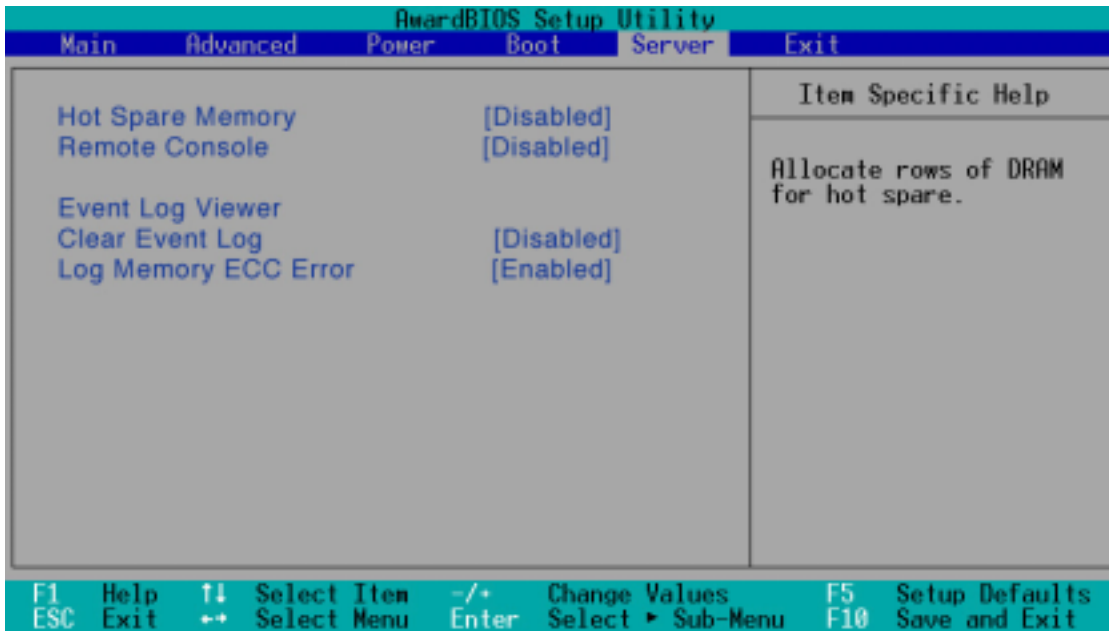 AwardBIOS Setup Utility
Main Advanced Power Boot Server Exit
Hot Spare Memory [Disabled]
Remote Console [Disabled]
Event Log Viewer
Clear Event Log [Disabled]
Log Memory ECC Error [Enabled]
Item Specific Help
Allocate rows of DRAM
for hot spare.
F1 Help ↑↓ Select Item -/+ Change Values F5 Setup Defaults
ESC Exit ←→ Select Menu Enter Select ► Sub-Menu F10 Save and Exit